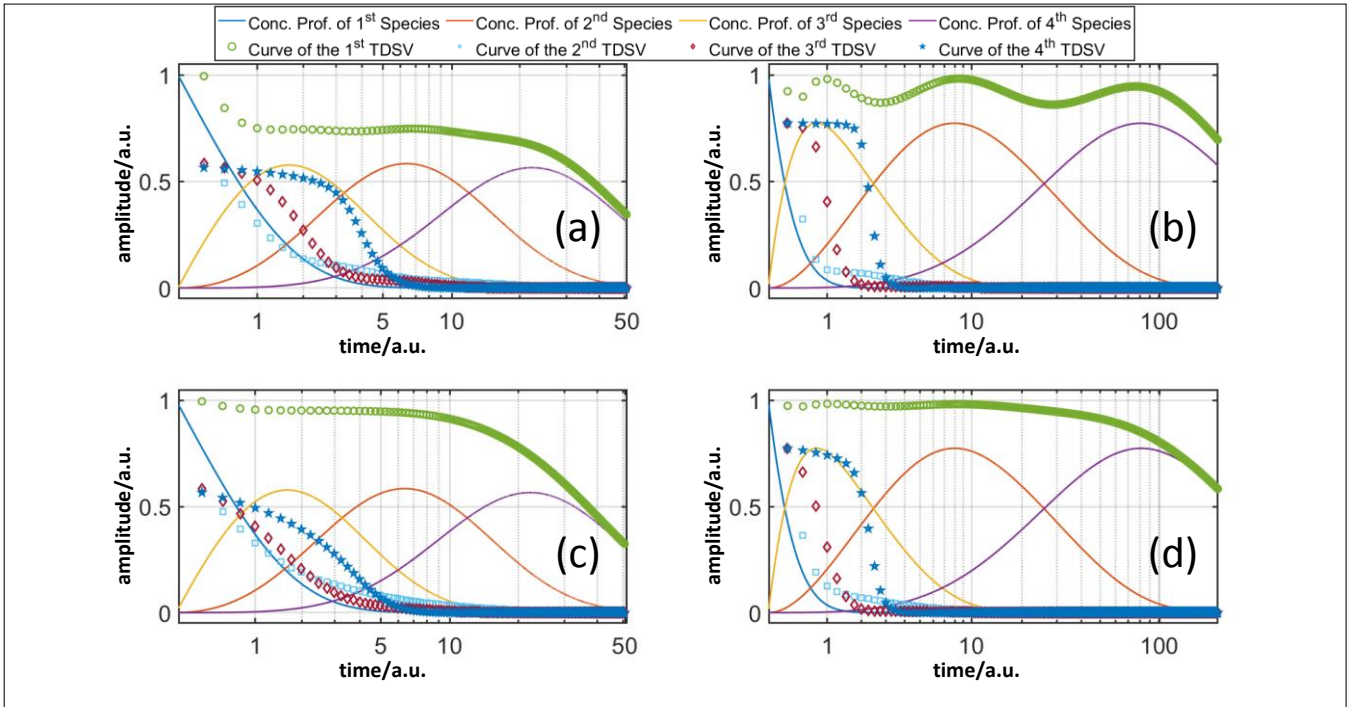 Conc. Prof. of 1st Species Conc. Prof. of 2nd Species Conc. Prof. of 3rd Species Conc. Prof. of 4th Species
Curve of the 1st TDSV Curve of the 2nd TDSV Curve of the 3rd TDSV Curve of the 4th TDSV
1
0.5
0
amplitude/a.u.
(a)
1 5 10 50
time/a.u.
1
0.5
0
amplitude/a.u.
(b)
1 10 100
time/a.u.
1
0.5
0
amplitude/a.u.
(c)
1 5 10 50
time/a.u.
1
0.5
0
amplitude/a.u.
(d)
1 10 100
time/a.u.